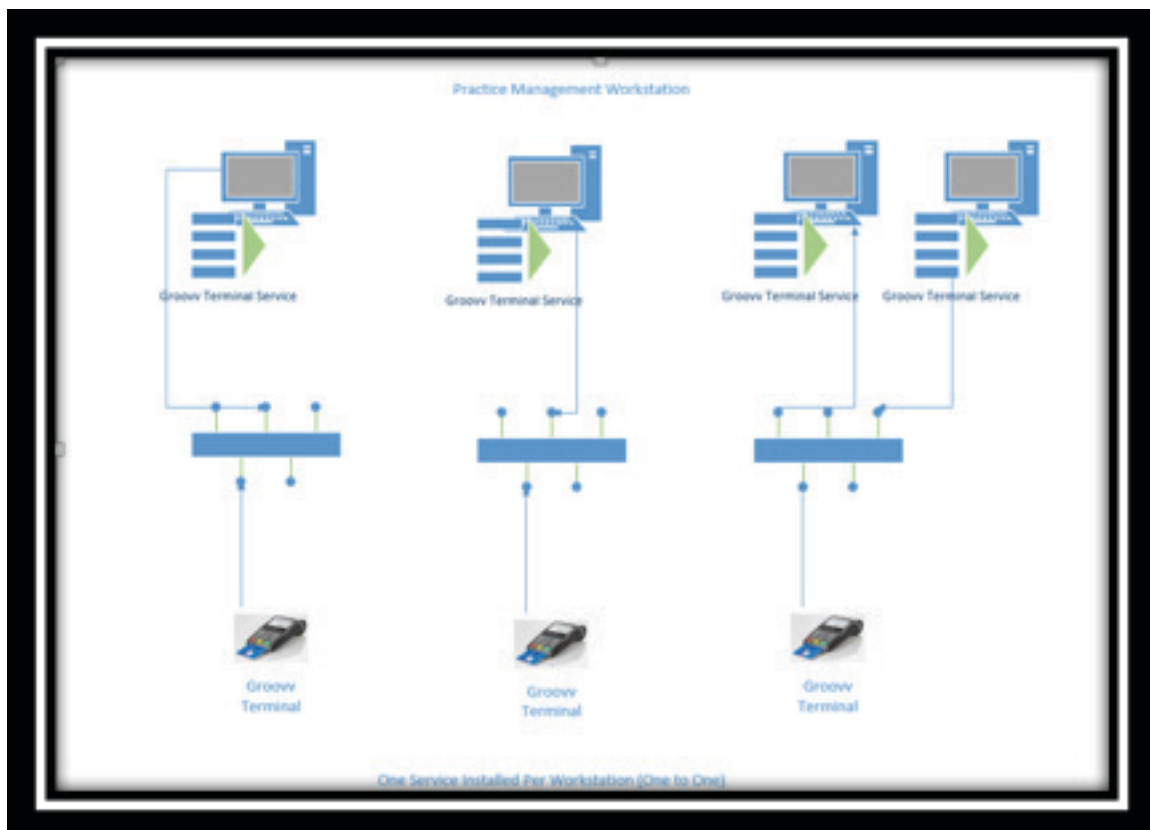 Practice Management Workstation
Groovv Terminal Service
Groovv Terminal Service
Groovv Terminal Service
Groovv Terminal Service
Groovv
Terminal
Groovv
Terminal
Groovv
Terminal
One Service Installed Per Workstation (One to One)